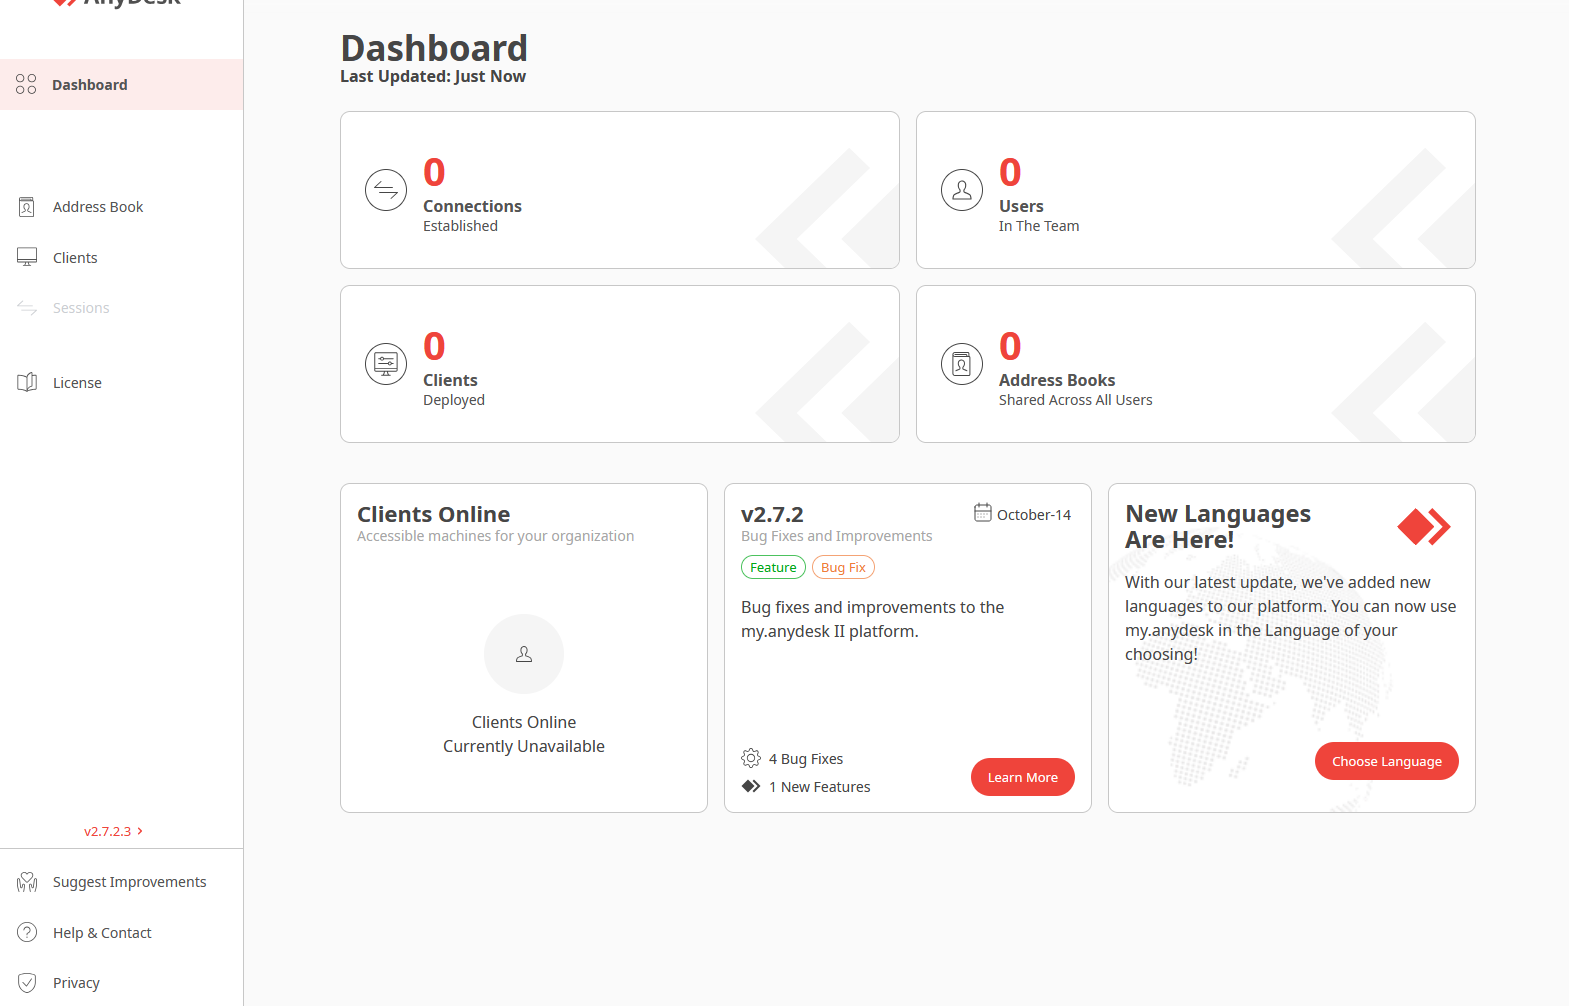 AnyDesk
Dashboard
Address Book
Clients
Sessions
License
v2.7.2.3
Suggest Improvements
Help & Contact
Privacy
Dashboard
Last Updated: Just Now
0
Connections
Established
0
Users
In The Team
0
Clients
Deployed
0
Address Books
Shared Across All Users
Clients Online
Accessible machines for your organization
Clients Online
Currently Unavailable
v2.7.2
October-14
Bug Fixes and Improvements
Feature
Bug Fix
Bug fixes and improvements to the
my.anydesk II platform.
4 Bug Fixes
1 New Features
Learn More
New Languages
Are Here!
With our latest update, we've added new
languages to our platform. You can now use
my.anydesk in the Language of your
choosing!
Choose Language